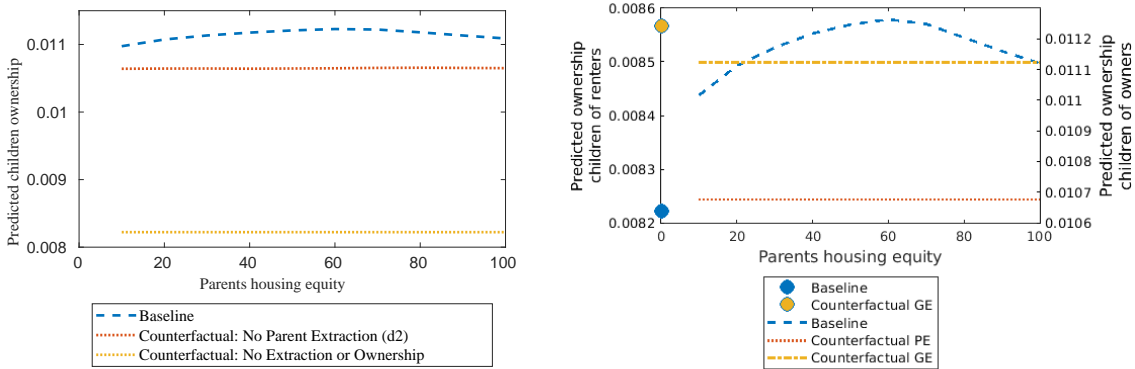 Predicted children ownership
0.011
0.01
0.009
0.008
0 20 40 60 80 100
Parents housing equity
Baseline
Counterfactual: No Parent Extraction (d2)
Counterfactual: No Extraction or Ownership
Predicted ownership
children of renters
0.0086
0.0085
0.0084
0.0083
0.0082
0 20 40 60 80 100
Parents housing equity
0.0112
0.0111
0.011
0.0109
0.0108
0.0107
0.0106
Predicted ownership
children of owners
Baseline
Counterfactual GE
Baseline
Counterfactual PE
Counterfactual GE